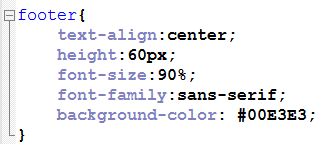 footer{
text-align:center;
height:60px;
font-size:90%;
font-family:sans-serif;
background-color: #00E3E3;
}